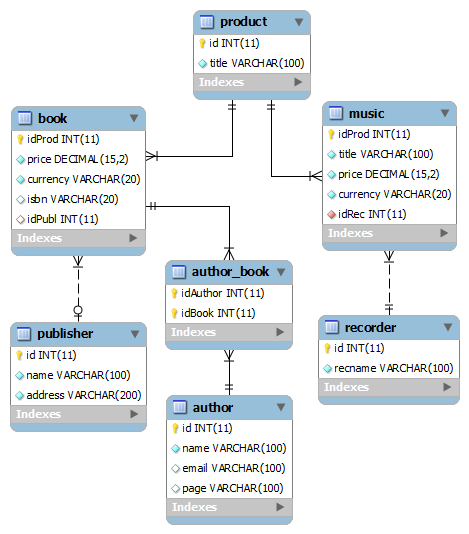 product
id INT(11)
title VARCHAR(100)
Indexes
book
idProd INT(11)
price DECIMAL(15,2)
currency VARCHAR(20)
isbn VARCHAR(20)
idPubl INT(11)
Indexes
music
idProd INT(11)
title VARCHAR(100)
price DECIMAL(15,2)
currency VARCHAR(20)
idRec INT(11)
Indexes
author_book
idAuthor INT(11)
idBook INT(11)
Indexes
publisher
id INT(11)
name VARCHAR(100)
address VARCHAR(200)
Indexes
recorder
id INT(11)
recname VARCHAR(100)
Indexes
author
id INT(11)
name VARCHAR(100)
email VARCHAR(100)
page VARCHAR(100)
Indexes